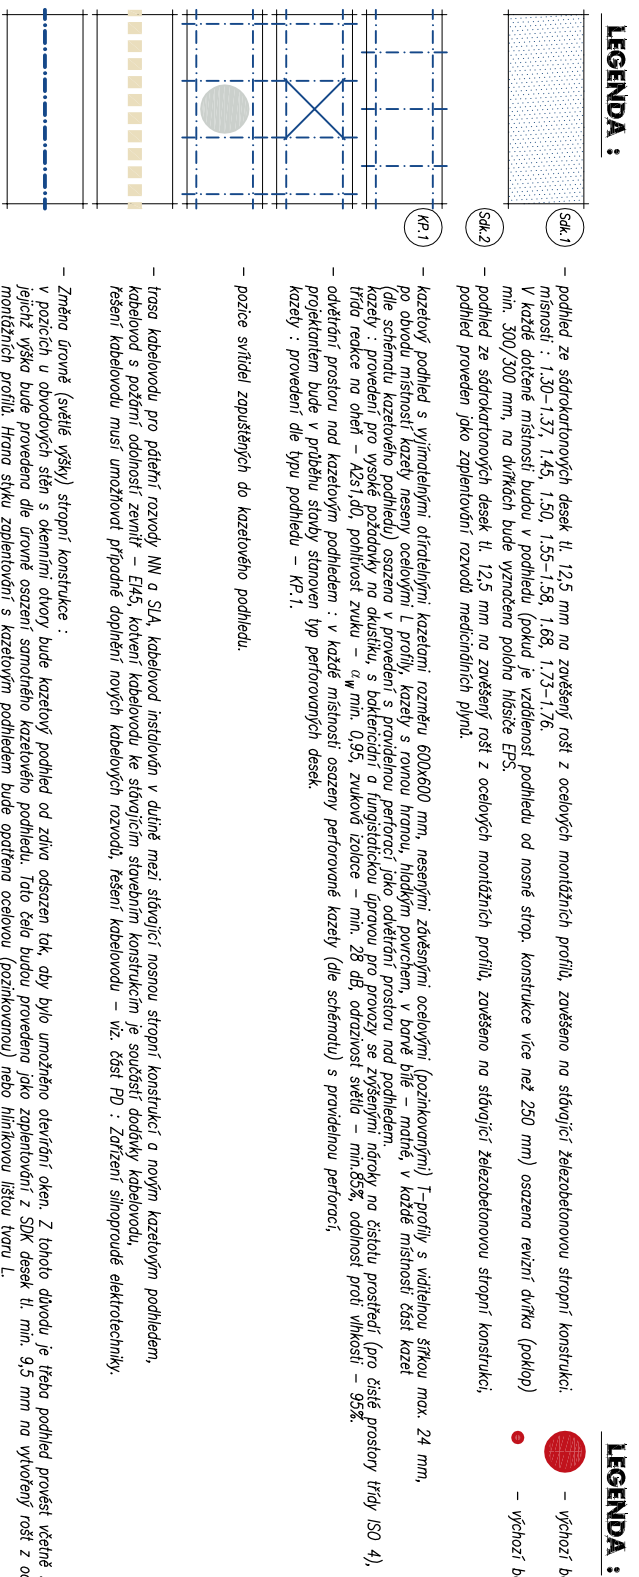 LEGENDA :
Sdk.1
– podhled ze sádrokartonových desek tl. 12,5 mm na zavěšený rošt z ocelových montážních profilů, zavěšeno na stávající železobetonovou stropní konstrukci.
místnosti : 1.30–1.37, 1.45, 1.50, 1.55–1.58, 1.68, 1.73–1.76.
V každé dotčené místnosti budou v podhledu (pokud je vzdálenost podhledu od nosné strop. konstrukce více než 250 mm) osazena revizní dvířka (poklop)
min. 300/300 mm, na dvířkách bude vyznačena poloha hlásiče EPS.
Sdk.2
– podhled ze sádrokartonových desek tl. 12,5 mm na zavěšený rošt z ocelových montážních profilů, zavěšeno na stávající železobetonovou stropní konstrukci,
podhled proveden jako zaplentování rozvodů medicinálních plynů.
KP.1
– kazetový podhled s vyjímatelnými otíratelnými kazetami rozměru 600x600 mm, nesenými závěsnými ocelovými (pozinkovanými) T–profily s viditelnou šířkou max. 24 mm,
po obvodu místností kazety neseny ocelovými L profily, kazety s rovnou hranou, hladkým povrchem, v barvě bílé – matné, v každé místnosti část kazet
(dle schématu kazetového podhledu) osazena v provedení s pravidelnou perforací jako odvětrání prostoru nad podhledem.
kazety : provedení pro vysoké požadavky na akustiku, s baktericidní a fungistatickou úpravou pro provozy se zvýšenými nároky na čistotu prostředí (pro čisté prostory třídy ISO 4),
třída reakce na oheň – A2s1,d0, pohltivost zvuku – αw min. 0,95, zvuková izolace – min. 28 dB, odrazivost světla – min.85%, odolnost proti vlhkosti – 95%.
– odvětrání prostoru nad kazetovým podhledem : v každé místnosti osazeny perforované kazety (dle schématu) s pravidelnou perforací,
projektantem bude v průběhu stavby stanoven typ perforovaných desek.
kazety : provedení dle typu podhledu – KP.1.
– pozice svítidel zapuštěných do kazetového podhledu.
– trasa kabelovodu pro páteřní rozvody NN a SLA, kabelovod instalován v dutině mezi stávající nosnou stropní konstrukcí a novým kazetovým podhledem,
kabelovod s požární odolností zevnitř – EI45, kotvení kabelovodu ke stávajícím stavebním konstrukcím je součástí dodávky kabelovodu,
řešení kabelovodu musí umožňovat případné doplnění nových kabelových rozvodů, řešení kabelovodu – viz. část PD : Zařízení silnoproudé elektrotechniky.
– Změna úrovně (světlé výšky) stropní konstrukce :
v pozicích u obvodových stěn s okenními otvory bude kazetový podhled od zdiva odsazen tak, aby bylo umožněno otevírání oken. Z tohoto důvodu je třeba podhled provést včetně
jejichž výška bude provedena dle úrovně osazení samotného kazetového podhledu. Tato čela budou provedena jako zaplentování z SDK desek tl. min. 9,5 mm na vytvořený rošt z oc
montážních profilů. Hrana styku zaplentování s kazetovým podhledem bude opatřena ocelovou (pozinkovanou) nebo hliníkovou lištou tvaru L.
LEGENDA :
– výchozí b
– výchozí b